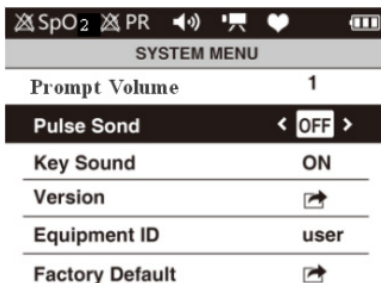 SpO2 PR
SYSTEM MENU
Prompt Volume 1
Pulse Sond < OFF >
Key Sound ON
Version
Equipment ID user
Factory Default